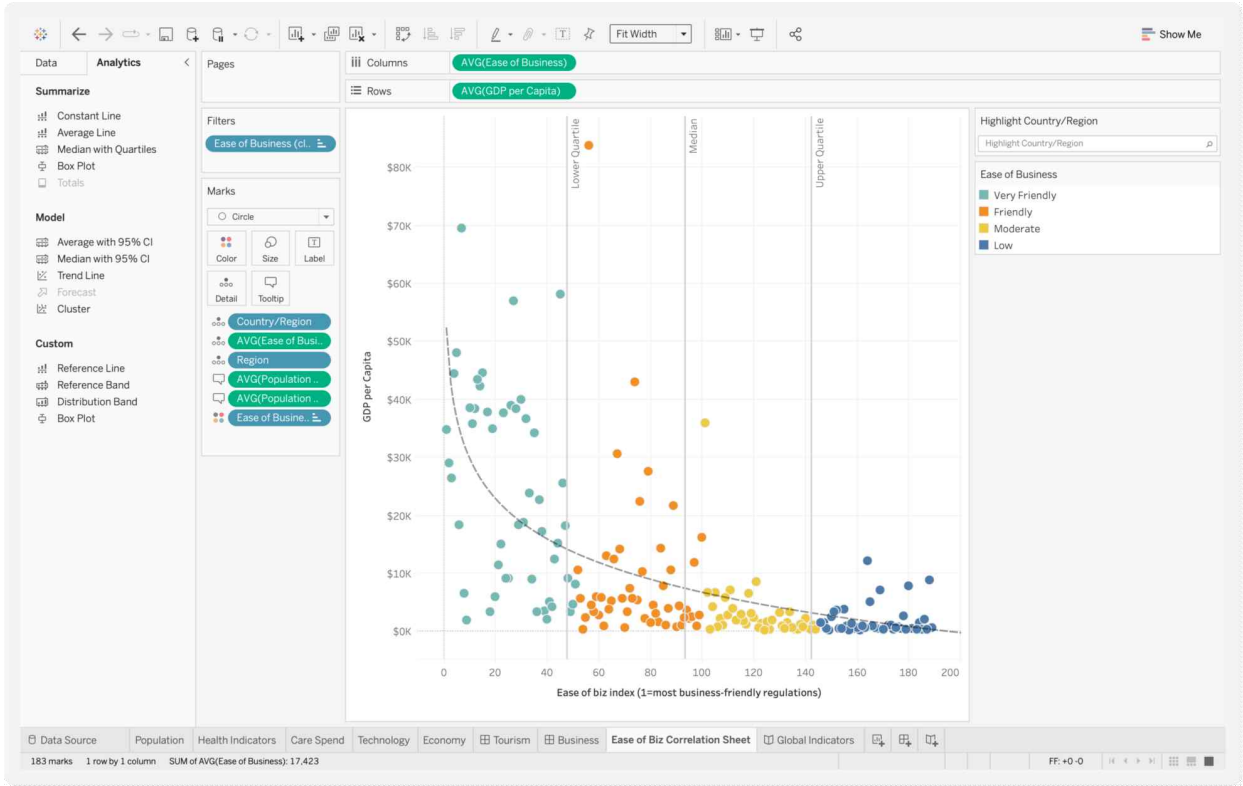 Fit Width
Show Me
Data
Analytics
Summarize
Constant Line
Average Line
Median with Quartiles
Box Plot
Totals
Model
Average with 95% CI
Median with 95% CI
Trend Line
Forecast
Cluster
Custom
Reference Line
Reference Band
Distribution Band
Box Plot
Pages
Filters
Ease of Business (cl..
Marks
Circle
Color
Size
Label
Detail
Tooltip
Country/Region
AVG(Ease of Busi..
Region
AVG(Population ..
AVG(Population ..
Ease of Busine..
Columns
AVG(Ease of Business)
Rows
AVG(GDP per Capita)
Lower Quartile
Median
Upper Quartile
GDP per Capita
$80K
$70K
$60K
$50K
$40K
$30K
$20K
$10K
$0K
0 20 40 60 80 100 120 140 160 180 200
Ease of biz index (1=most business-friendly regulations)
Highlight Country/Region
Highlight Country/Region
Ease of Business
Very Friendly
Friendly
Moderate
Low
Data Source Population Health Indicators Care Spend Technology Economy Tourism Business Ease of Biz Correlation Sheet Global Indicators
183 marks 1 row by 1 column SUM of AVG(Ease of Business): 17,423 FF: +0 -0